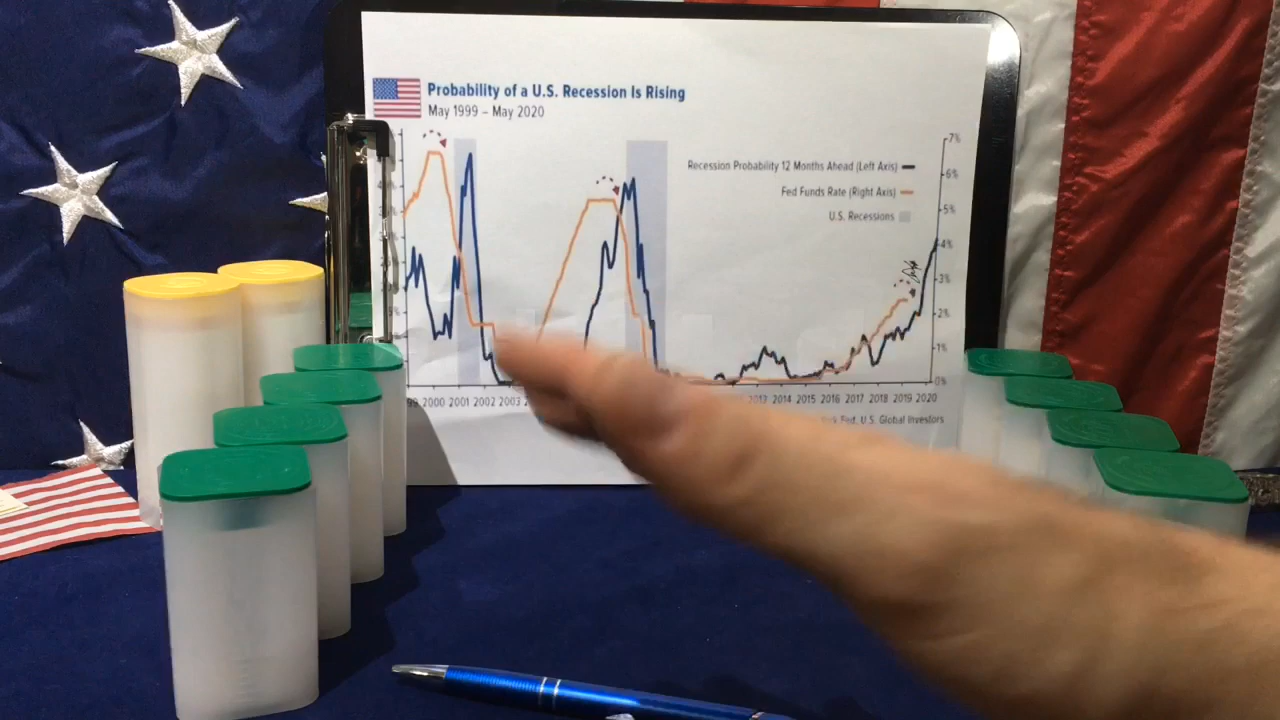 Probability of a U.S. Recession Is Rising
May 1999 – May 2020
7%
Recession Probability 12 Months Ahead (Left Axis)
6%
Fed Funds Rate (Right Axis)
5%
U.S. Recessions
4%
3%
2%
1%
0%
99 2000 2001 2002 2003 2013 2014 2015 2016 2017 2018 2019 2020
Fed, U.S. Global Investors